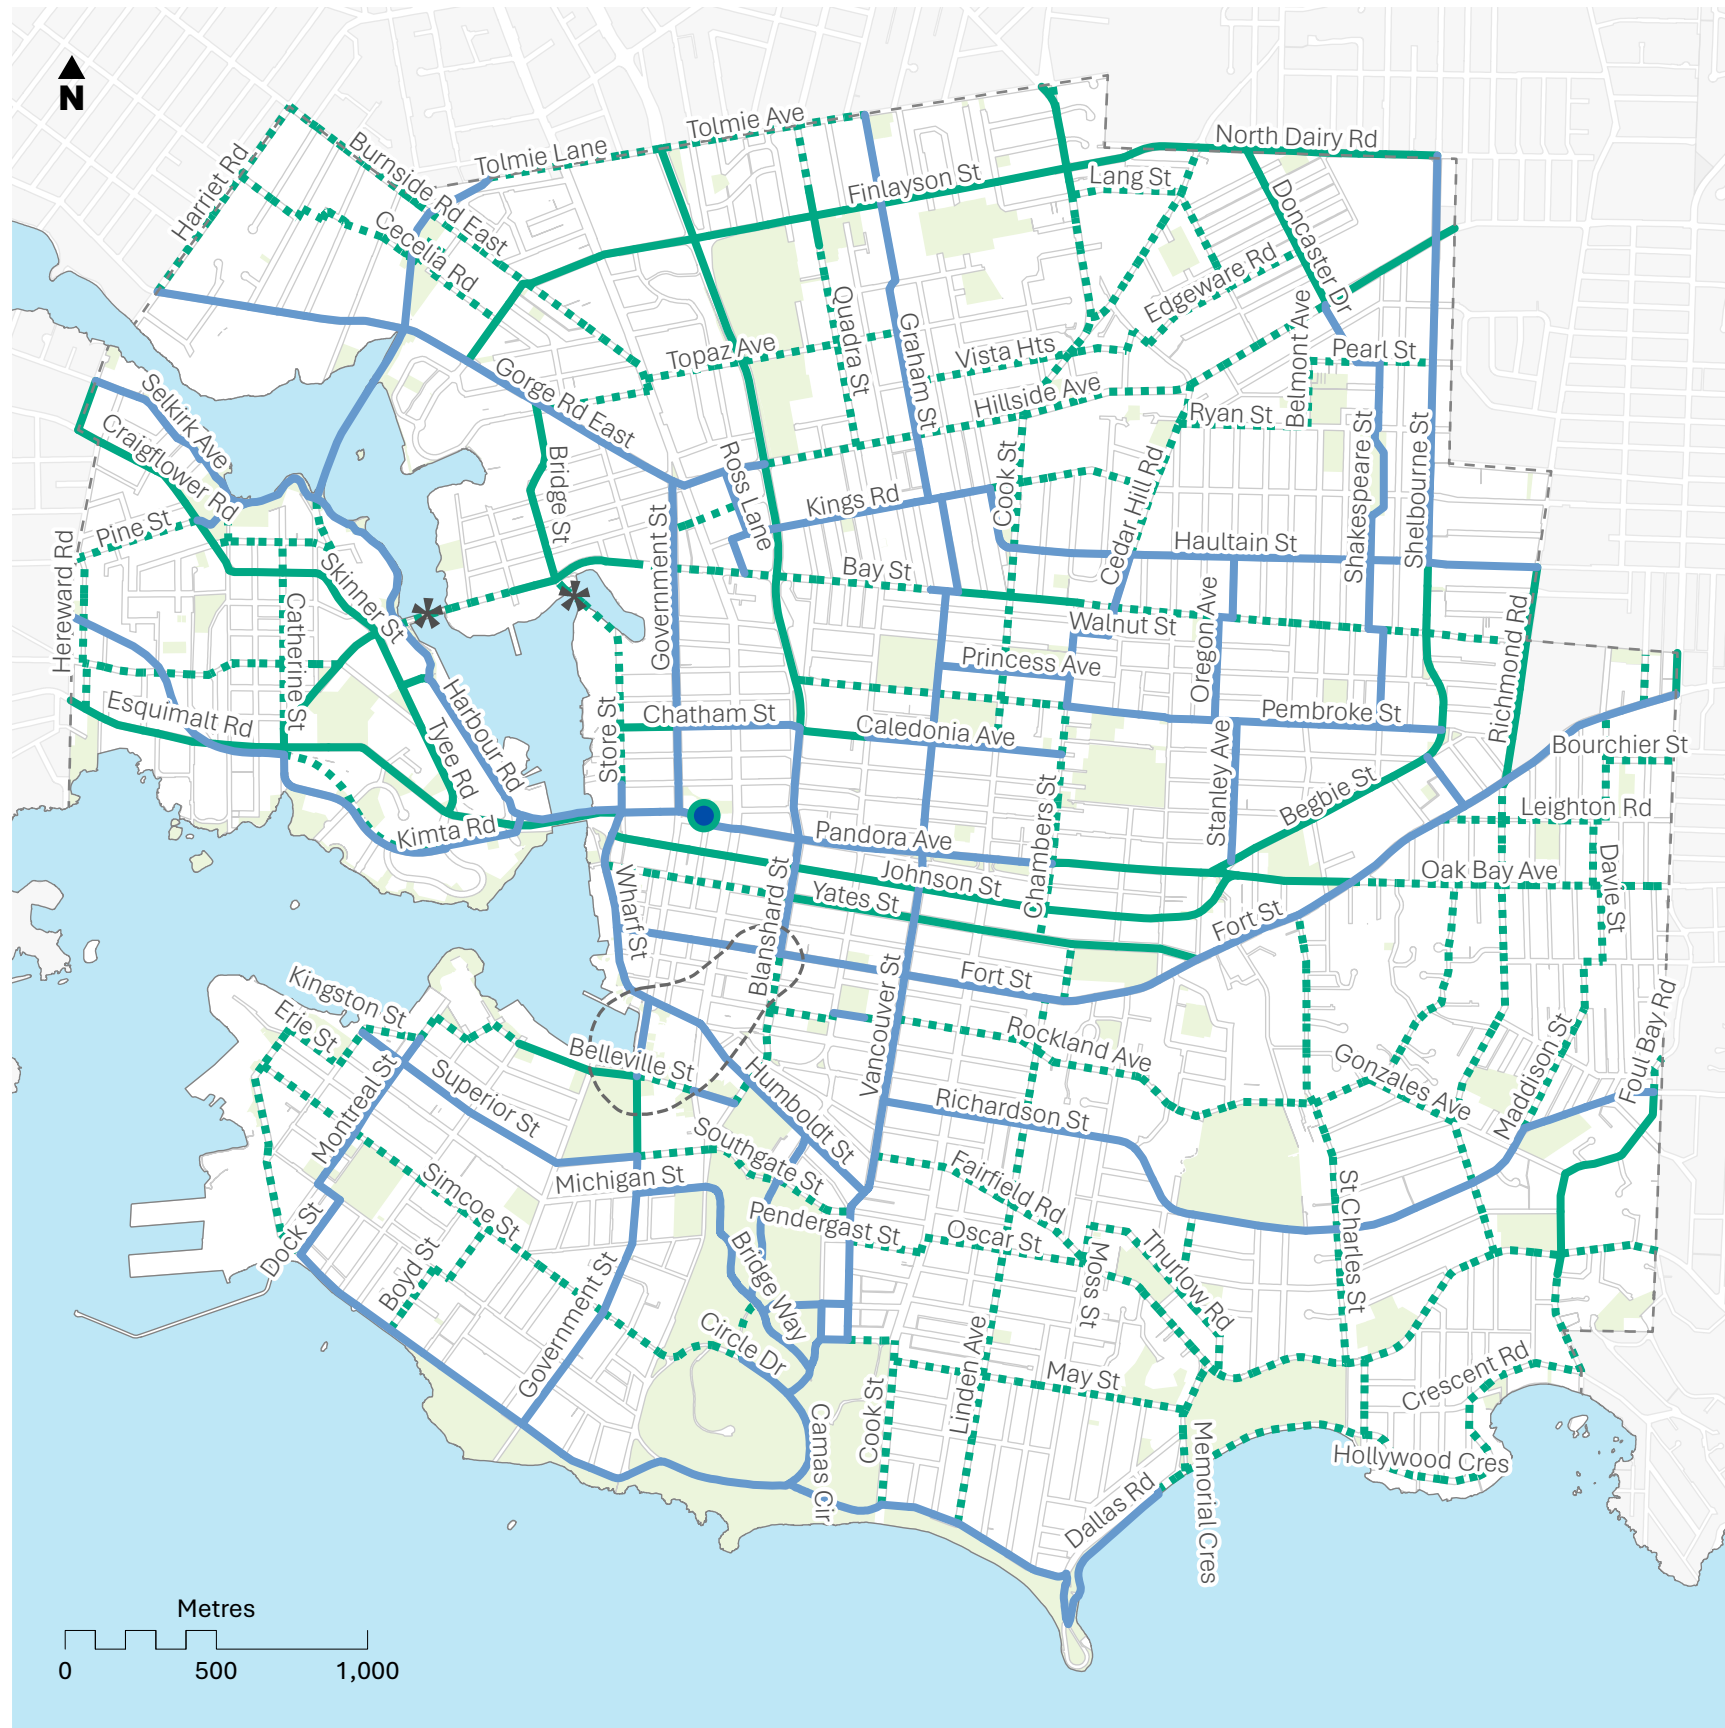 N
Tolmie Ave
North Dairy Rd
Tolmie Lane
Burnside Rd East
Harriet Rd
Lang St
Finlayson St
Doncaster Dr
Cecelia Rd
Edgeware Rd
Quadra St
Graham St
Belmont Ave
Topaz Ave
Vista Hts
Pearl St
Gorge Rd East
Selkirk Ave
Hillside Ave
Ryan St
Craigflower Rd
Bridge St
Ross Lane
Kings Rd
Cook St
Cedar Hill Rd
Shakespeare St
Shelbourne St
Pine St
Hereward Rd
Government St
Haultain St
Skinner St
Bay St
Catherine St
Walnut St
Oregon Ave
Richmond Rd
Princess Ave
Esquimalt Rd
Harbour Rd
Tyee Rd
Store St
Chatham St
Caledonia Ave
Pembroke St
Bourchier St
Stanley Ave
Begbie St
Leighton Rd
Kimta Rd
Pandora Ave
Chambers St
Johnson St
Oak Bay Ave
Davie St
Wharf St
Blanshard St
Yates St
Fort St
Fort St
Vancouver St
Kingston St
Erie St
Rockland Ave
Gonzales Ave
Maddison St
Foul Bay Rd
Belleville St
Humboldt St
Montreal St
Superior St
Richardson St
Southgate St
Michigan St
Simcoe St
Fairfield Rd
St Charles St
Pendergast St
Oscar St
Moss St
Thurlow Rd
Dock St
Boyd St
Government St
Bridge Way
Circle Dr
Linden Ave
May St
Crescent Rd
Cook St
Camas Cir
Memorial Cres
Hollywood Cres
Dallas Rd
Metres
0 500 1,000